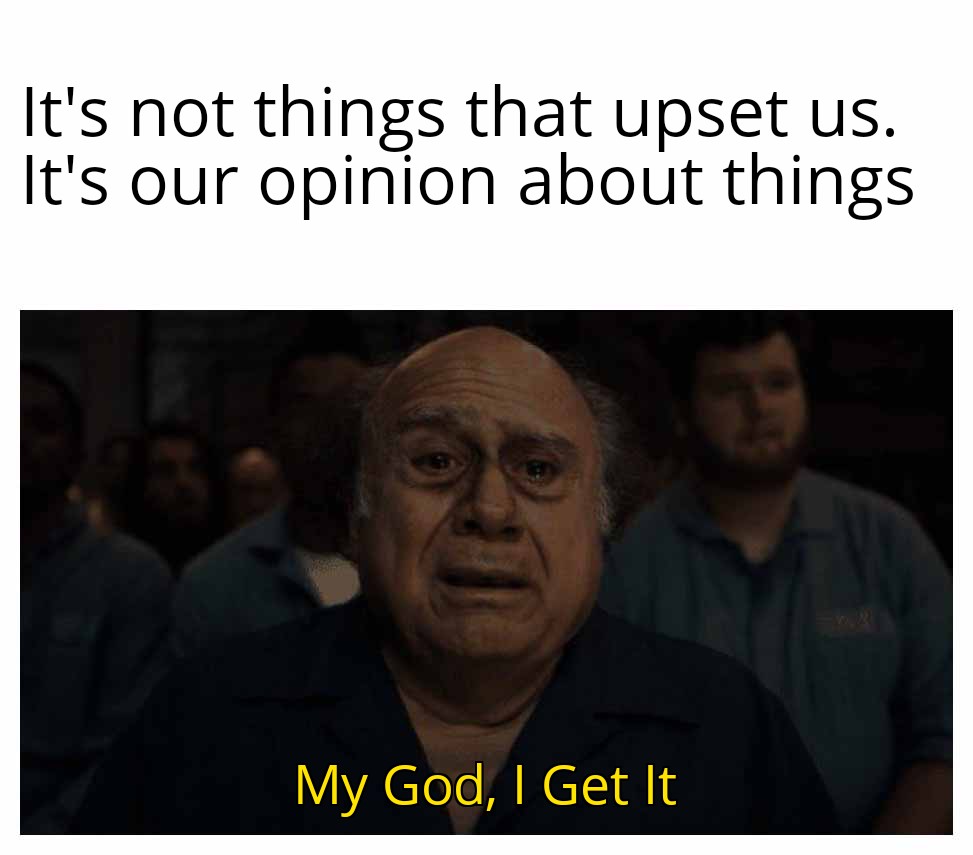 It's not things that upset us.
It's our opinion about things
My God, I Get It